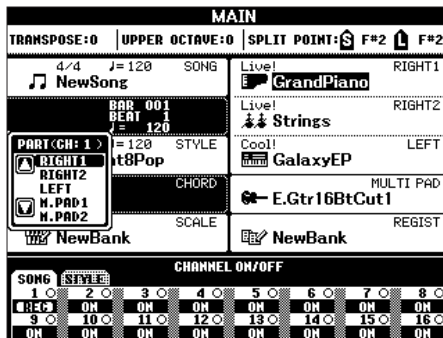 MAIN
TRANSPOSE:0 UPPER OCTAVE:0 SPLIT POINT:S F#2 L F#2
4/4 ♩=120 SONG
NewSong
Live! RIGHT1
GrandPiano
BAR 001
BEAT 1
♩= 120
Live! RIGHT2
Strings
PART(CH: 1 )
RIGHT1
RIGHT2
LEFT
M.PAD1
M.PAD2
♩=120 STYLE
t8Pop
Cool! LEFT
GalaxyEP
CHORD
MULTI PAD
E.Gtr16BtCut1
SCALE
NewBank
REGIST
NewBank
CHANNEL ON/OFF
SONG STYLE
1 2 3 4 5 6 7 8
REC ON ON ON ON ON ON ON
9 10 11 12 13 14 15 16
ON ON ON ON ON ON ON ON